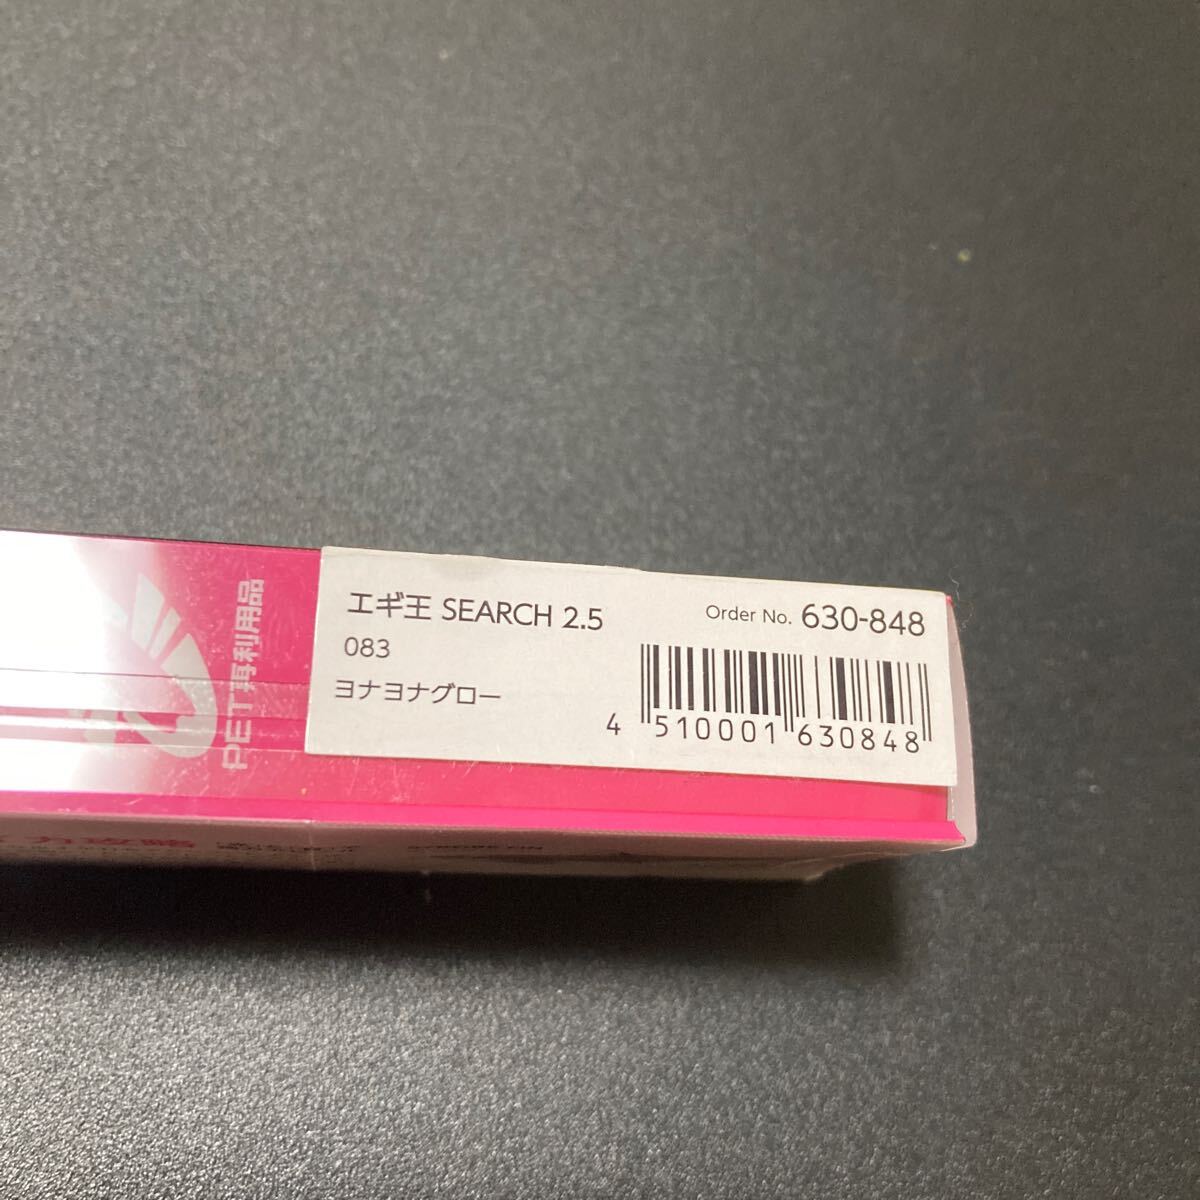 エギ王 SEARCH 2.5
Order No. 630-848
083
ヨナヨナグロー
4 510001 630848
PET再利用品